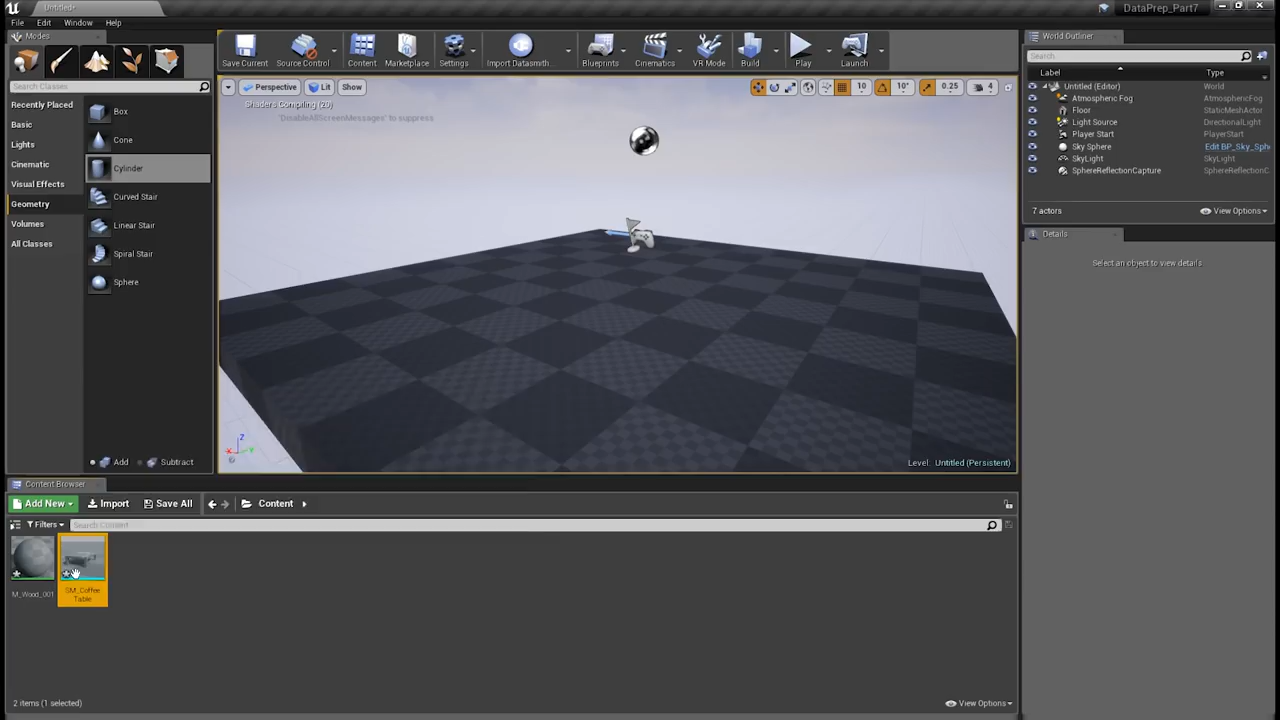 Untitled*
DataPrep_Part7
File Edit Window Help
Modes
Search Classes
Recently Placed
Basic
Lights
Cinematic
Visual Effects
Geometry
Volumes
All Classes
Box
Cone
Cylinder
Curved Stair
Linear Stair
Spiral Stair
Sphere
Add Subtract
Save Current Source Control Content Marketplace Settings Import Datasmith... Blueprints Cinematics VR Mode Build Play Launch
Perspective Lit Show 10 10° 0.25 4
Shaders Compiling (20)
'DisableAllScreenMessages' to suppress
Z
X
Y
Level: Untitled (Persistent)
World Outliner
Search
Label Type
Untitled (Editor) World
Atmospheric Fog AtmosphericFog
Floor StaticMeshActor
Light Source DirectionalLight
Player Start PlayerStart
Sky Sphere Edit BP_Sky_Sph
SkyLight SkyLight
SphereReflectionCapture SphereReflectionC
7 actors View Options
Details
Select an object to view details
Content Browser
Add New Import Save All Content
Filters Search Content
M_Wood_001
SM_Coffee
Table
2 items (1 selected) View Options